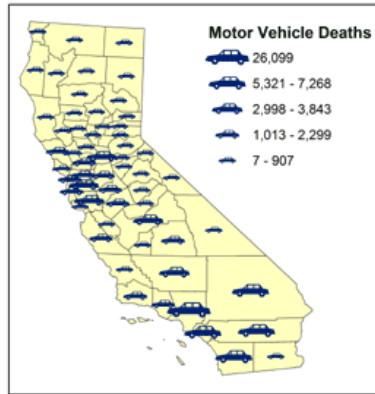 Motor Vehicle Deaths
26,099
5,321 - 7,268
2,998 - 3,843
1,013 - 2,299
7 - 907